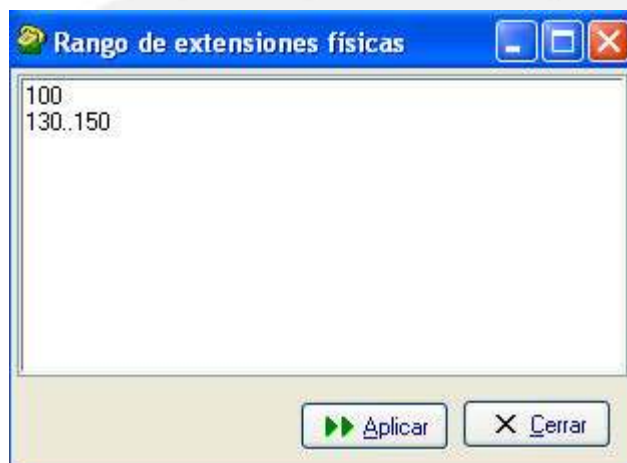 Rango de extensiones físicas
100
130..150
Aplicar
Cerrar